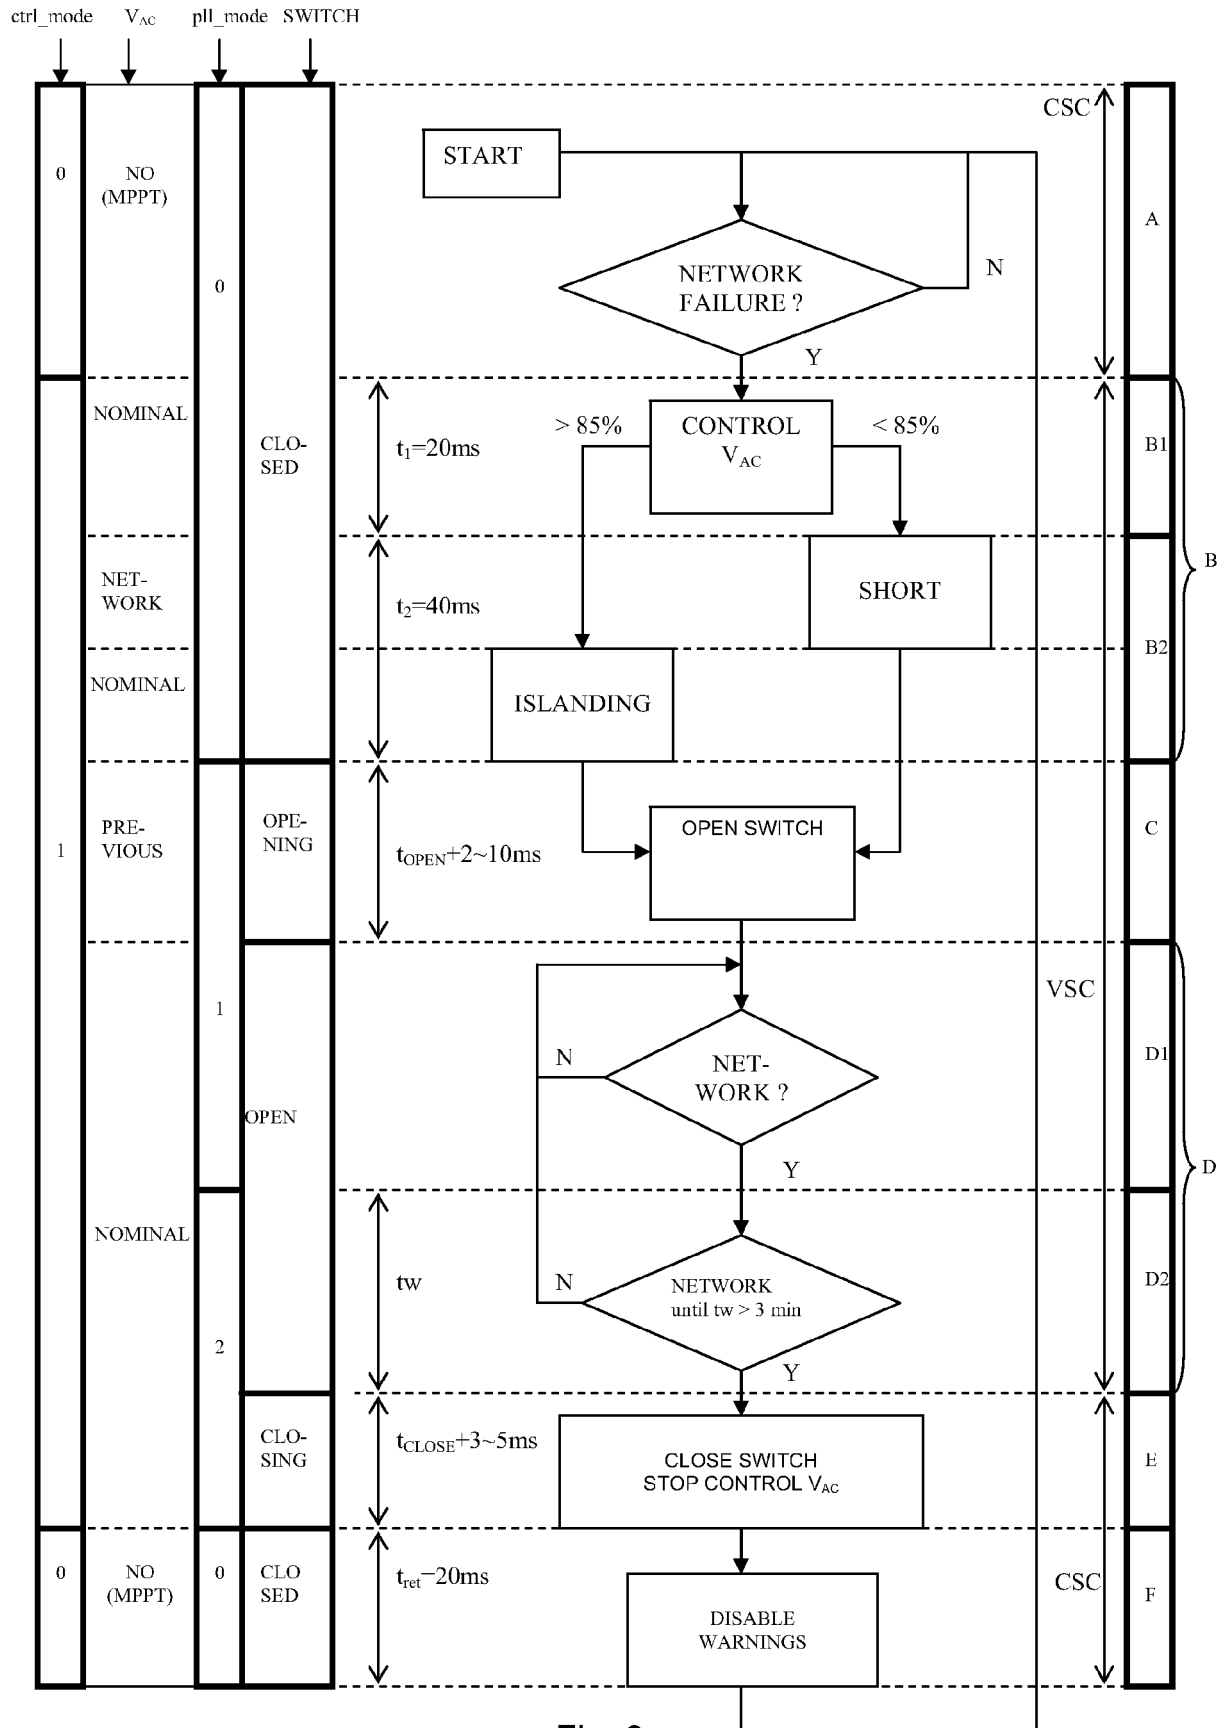 ctrl_mode V_AC pll_mode SWITCH
CSC
START
0
NO
(MPPT)
A
0
NETWORK
FAILURE ?
N
Y
NOMINAL
> 85%
CONTROL
V_AC
< 85%
CLO-
SED
t₁=20ms
B1
B
NET-
WORK
t₂=40ms
SHORT
B2
NOMINAL
ISLANDING
1
PRE-
VIOUS
OPE-
NING
t_OPEN+2~10ms
OPEN SWITCH
C
VSC
1
N
NET-
WORK ?
D1
OPEN
Y
D
NOMINAL
tw
N
NETWORK
until tw > 3 min
D2
2
Y
CLO-
SING
t_CLOSE+3~5ms
CLOSE SWITCH
STOP CONTROL V_AC
E
0
NO
(MPPT)
0
CLO
SED
t_ret=20ms
CSC
F
DISABLE
WARNINGS